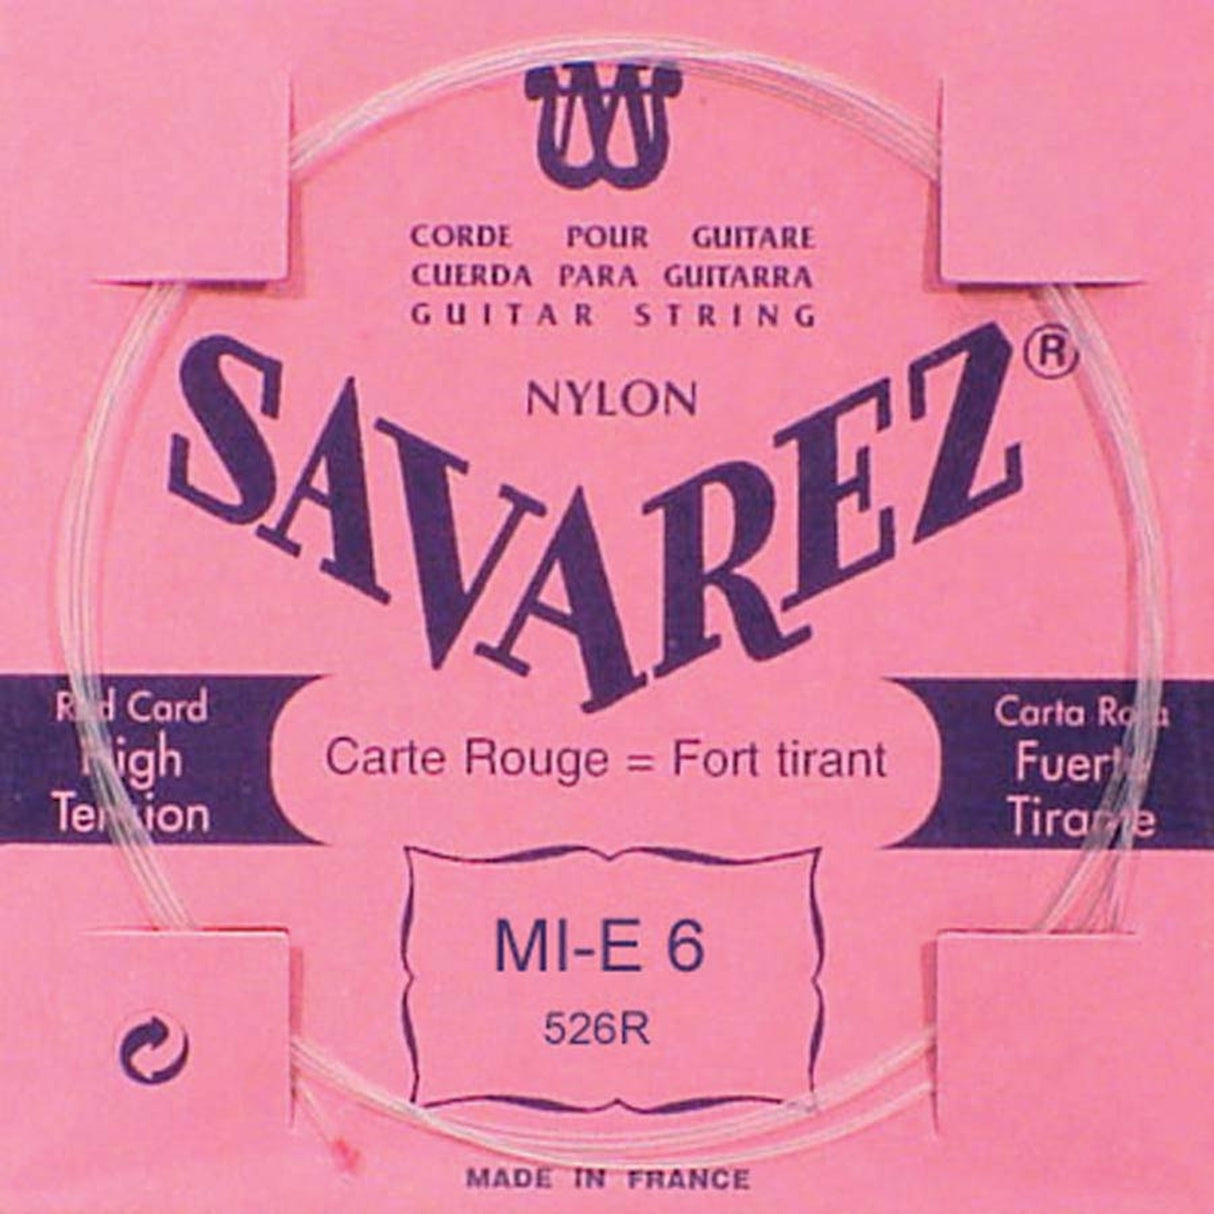 CORDE POUR GUITARE
CUERDA PARA GUITARRA
GUITAR STRING
NYLON
SAVAREZ®
Red Card
High
Tension
Carte Rouge = Fort tirant
Carta Roja
Fuerte
Tirante
MI-E 6
526R
MADE IN FRANCE